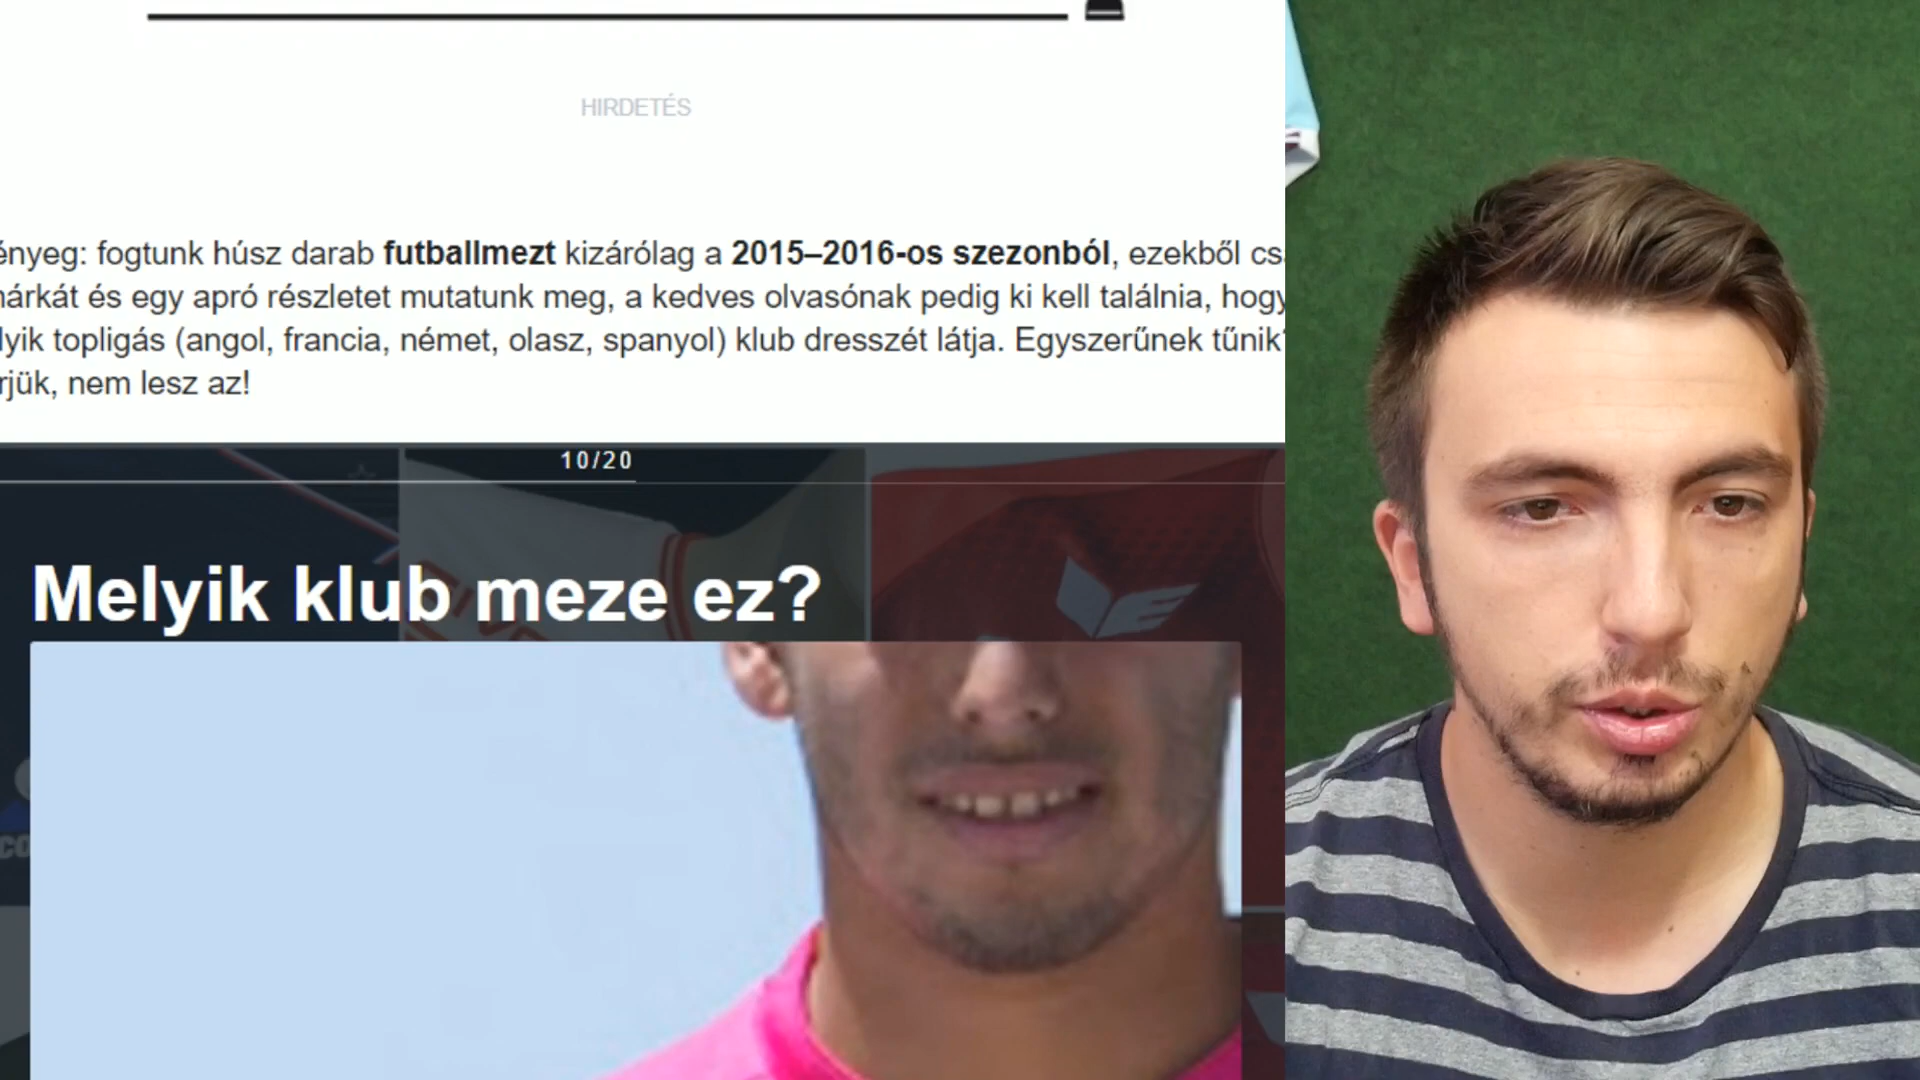 HIRDETÉS
ényeg: fogtunk húsz darab futballmezt kizárólag a 2015–2016-os szezonból, ezekből cs
márkát és egy apró részletet mutatunk meg, a kedves olvasónak pedig ki kell találnia, hogy
lyik topligás (angol, francia, német, olasz, spanyol) klub dresszét látja. Egyszerűnek tűnik?
rjük, nem lesz az!
10/20
Melyik klub meze ez?